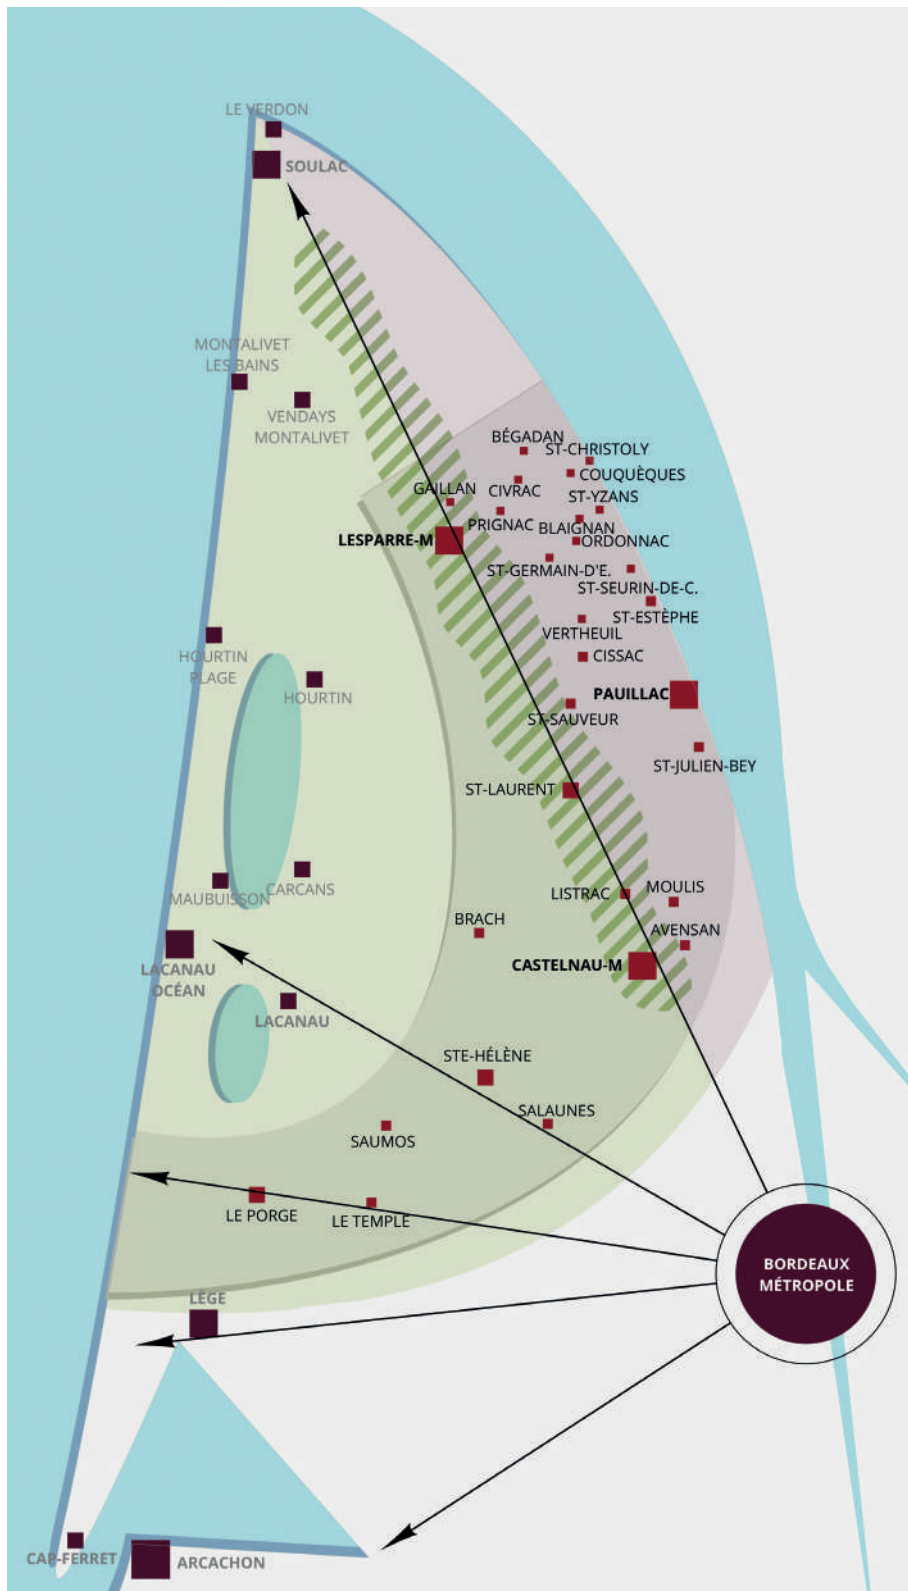 LE VERDON
SOULAC
MONTALIVET
LES BAINS
VENDAYS
MONTALIVET
BÉGADAN
ST-CHRISTOLY
COUQUÈQUES
GAILLAN
CIVRAC
ST-YZANS
PRIGNAC
BLAIGNAN
LESPARRE-M
ORDONNAC
ST-GERMAIN-D'E.
ST-SEURIN-DE-C.
ST-ESTÈPHE
VERTHEUIL
HOURTIN
PLAGE
CISSAC
HOURTIN
PAUILLAC
ST-SAUVEUR
ST-JULIEN-BEY
ST-LAURENT
MAUBUISSON
CARCANS
LISTRAC
MOULIS
BRACH
AVENSAN
LACANAU
OCÉAN
CASTELNAU-M
LACANAU
STE-HÉLÈNE
SALAUNES
SAUMOS
LE PORGE
LE TEMPLE
BORDEAUX
MÉTROPOLE
LÈGE
CAP-FERRET
ARCACHON